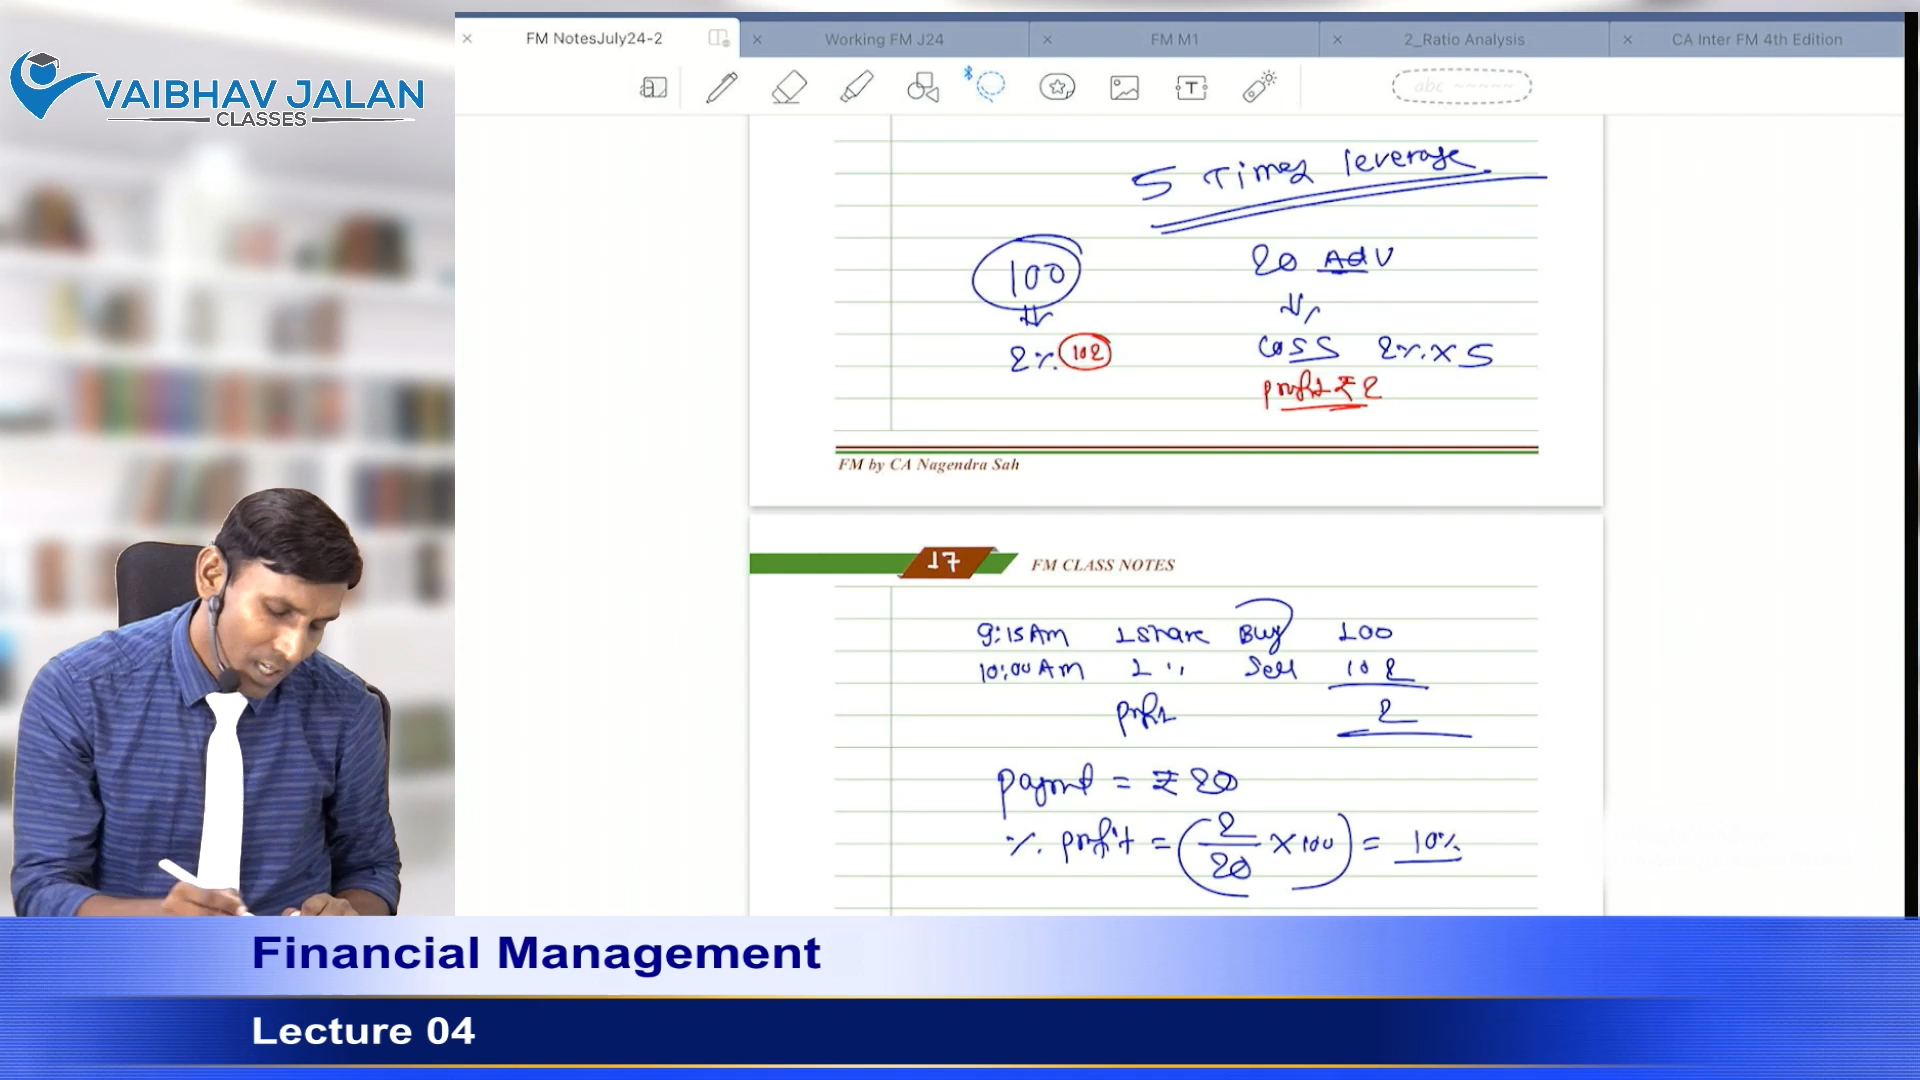 VAIBHAV JALAN
CLASSES
FM NotesJuly24-2
Working FM J24
FM M1
2_Ratio Analysis
CA Inter FM 4th Edition
abc
5 Times leverage
100
20 Adv
2% 102
2% × 5
profit ₹ 2
FM by CA Nagendra Sah
17
FM CLASS NOTES
9:15 Am 1 share Buy 100
10:00 Am 1 " Sell 102
profit 2
paymt = ₹ 20
% profit = ( 2/20 × 100 ) = 10%
Financial Management
Lecture 04